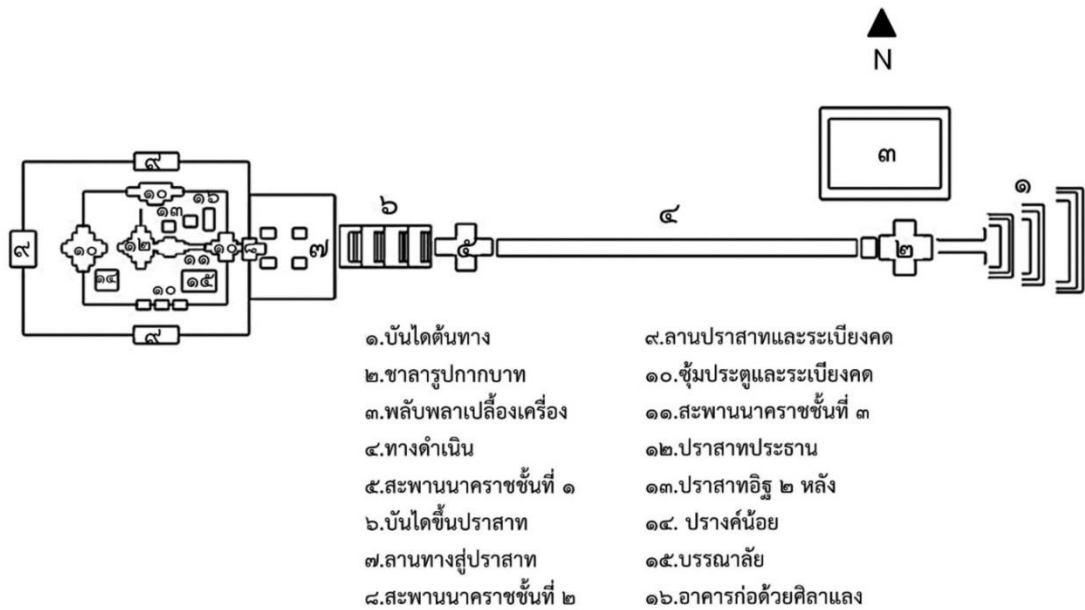 N
๓
๑
๙
๑๐
๑๖
๑๓
๖
๔
๙
๑๐
๑๒
๑๐
๘
๗
๕
๒
๑๑
๑๔
๑๕
๑๐
๙
๑.บันไดต้นทาง
๒.ชาลารูปกากบาท
๓.พลับพลาเปลื้องเครื่อง
๔.ทางดำเนิน
๕.สะพานนาคราชชั้นที่ ๑
๖.บันไดขึ้นปราสาท
๗.ลานทางสู่ปราสาท
๘.สะพานนาคราชชั้นที่ ๒
๙.ลานปราสาทและระเบียงคด
๑๐.ซุ้มประตูและระเบียงคด
๑๑.สะพานนาคราชชั้นที่ ๓
๑๒.ปราสาทประธาน
๑๓.ปราสาทอิฐ ๒ หลัง
๑๔. ปรางค์น้อย
๑๕.บรรณาลัย
๑๖.อาคารก่อด้วยศิลาแลง